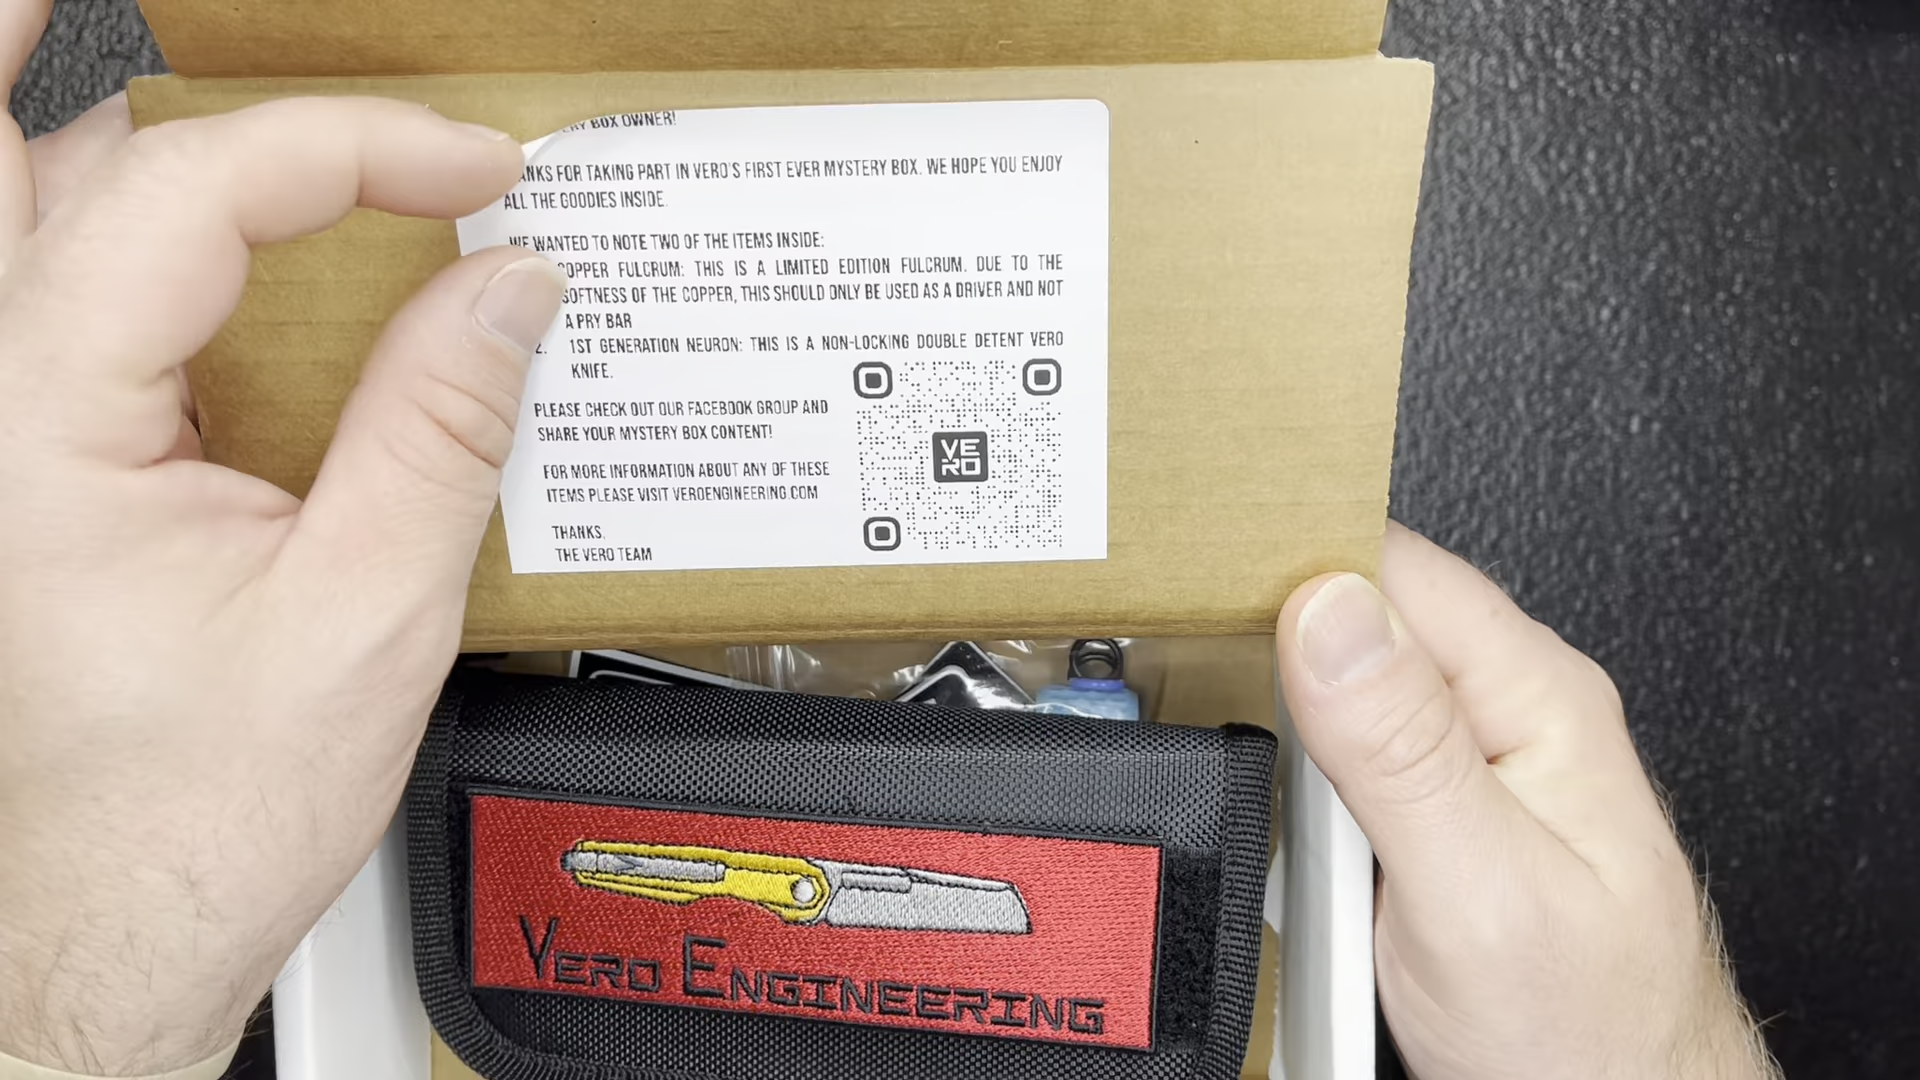 BOX OWNER!
THANKS FOR TAKING PART IN VERO'S FIRST EVER MYSTERY BOX. WE HOPE YOU ENJOY
ALL THE GOODIES INSIDE.
WE WANTED TO NOTE TWO OF THE ITEMS INSIDE:
COPPER FULCRUM: THIS IS A LIMITED EDITION FULCRUM. DUE TO THE
SOFTNESS OF THE COPPER, THIS SHOULD ONLY BE USED AS A DRIVER AND NOT
A PRY BAR
2. 1ST GENERATION NEURON: THIS IS A NON-LOCKING DOUBLE DETENT VERO
KNIFE.
PLEASE CHECK OUT OUR FACEBOOK GROUP AND
SHARE YOUR MYSTERY BOX CONTENT!
FOR MORE INFORMATION ABOUT ANY OF THESE
ITEMS PLEASE VISIT VEROENGINEERING.COM
THANKS,
THE VERO TEAM
VE
RO
VERO ENGINEERING